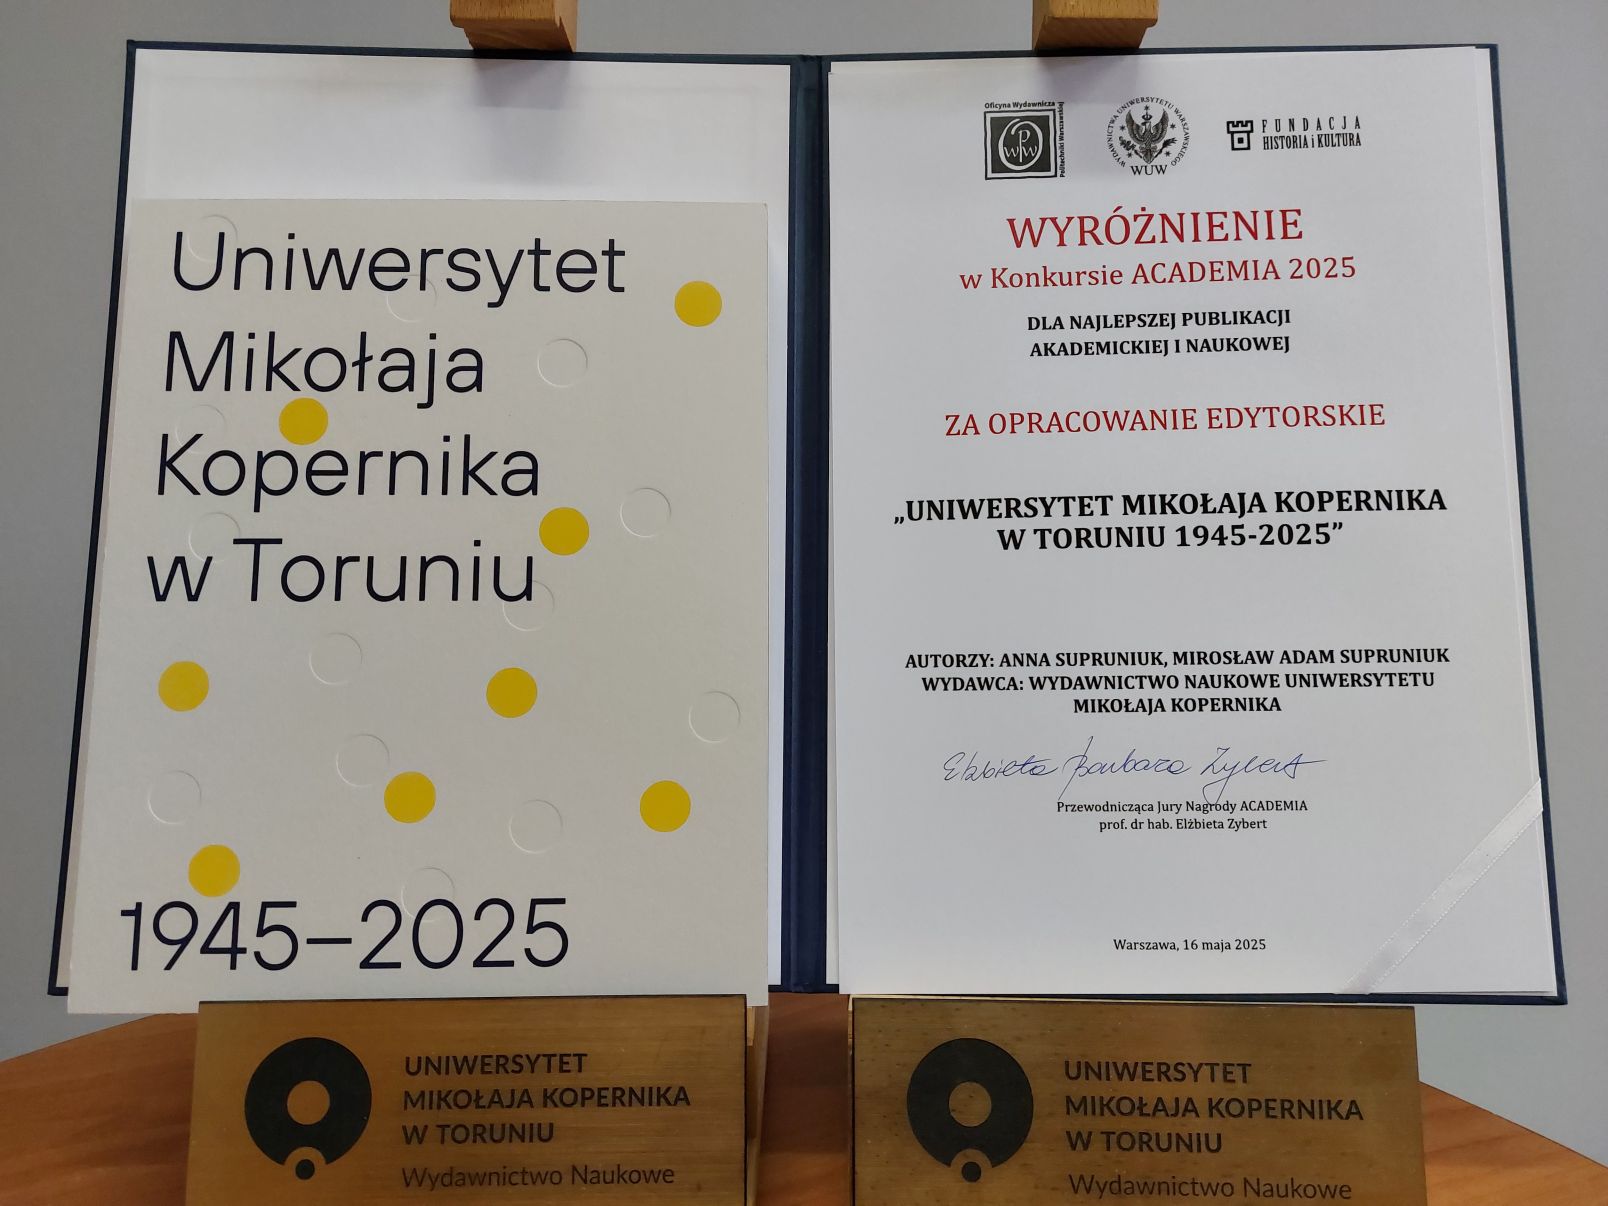 Uniwersytet
Mikołaja
Kopernika
w Toruniu
1945–2025
Oficyna Wydawnicza
Politechniki Warszawskiej
OPW
WYDAWNICTWA UNIWERSYTETU WARSZAWSKIEGO
WUW
FUNDACJA
HISTORIA i KULTURA
WYRÓŻNIENIE
w Konkursie ACADEMIA 2025
DLA NAJLEPSZEJ PUBLIKACJI
AKADEMICKIEJ I NAUKOWEJ
ZA OPRACOWANIE EDYTORSKIE
„UNIWERSYTET MIKOŁAJA KOPERNIKA
W TORUNIU 1945-2025”
AUTORZY: ANNA SUPRUNIUK, MIROSŁAW ADAM SUPRUNIUK
WYDAWCA: WYDAWNICTWO NAUKOWE UNIWERSYTETU
MIKOŁAJA KOPERNIKA
Elżbieta Barbara Zybert
Przewodnicząca Jury Nagrody ACADEMIA
prof. dr hab. Elżbieta Zybert
Warszawa, 16 maja 2025
UNIWERSYTET
MIKOŁAJA KOPERNIKA
W TORUNIU
Wydawnictwo Naukowe
UNIWERSYTET
MIKOŁAJA KOPERNIKA
W TORUNIU
Wydawnictwo Naukowe